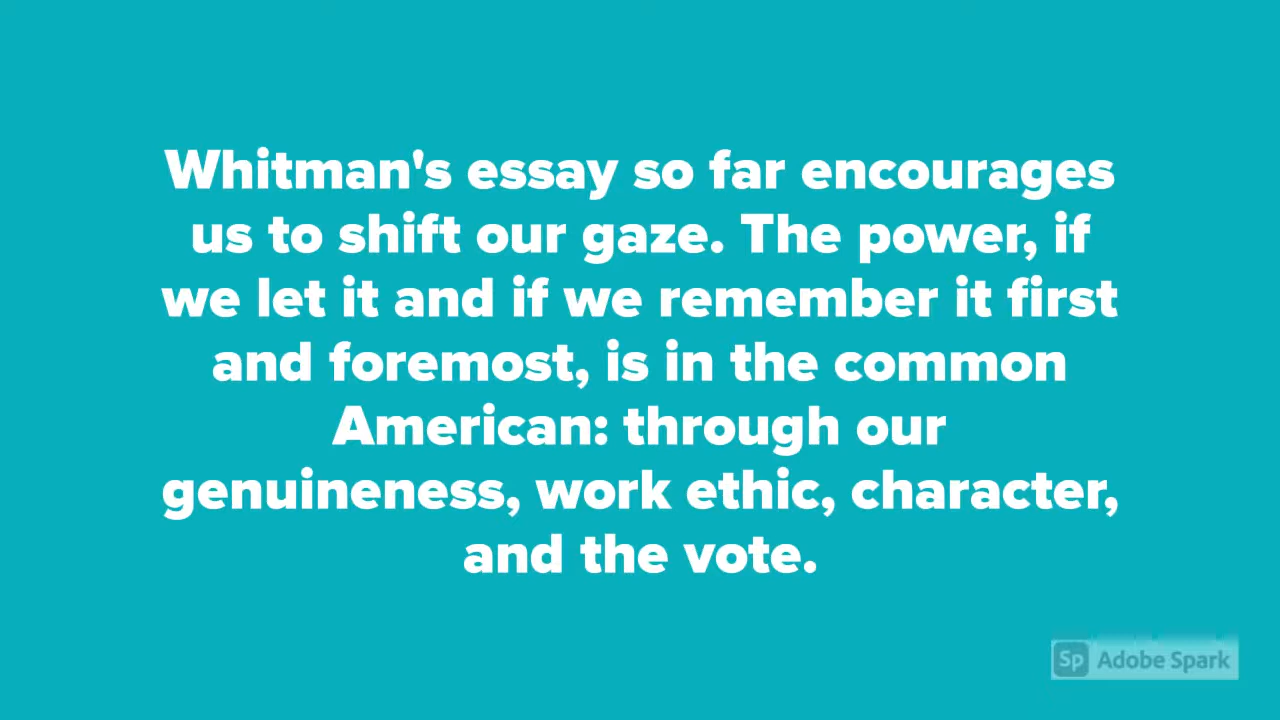 Whitman's essay so far encourages
us to shift our gaze. The power, if
we let it and if we remember it first
and foremost, is in the common
American: through our
genuineness, work ethic, character,
and the vote.
Sp Adobe Spark